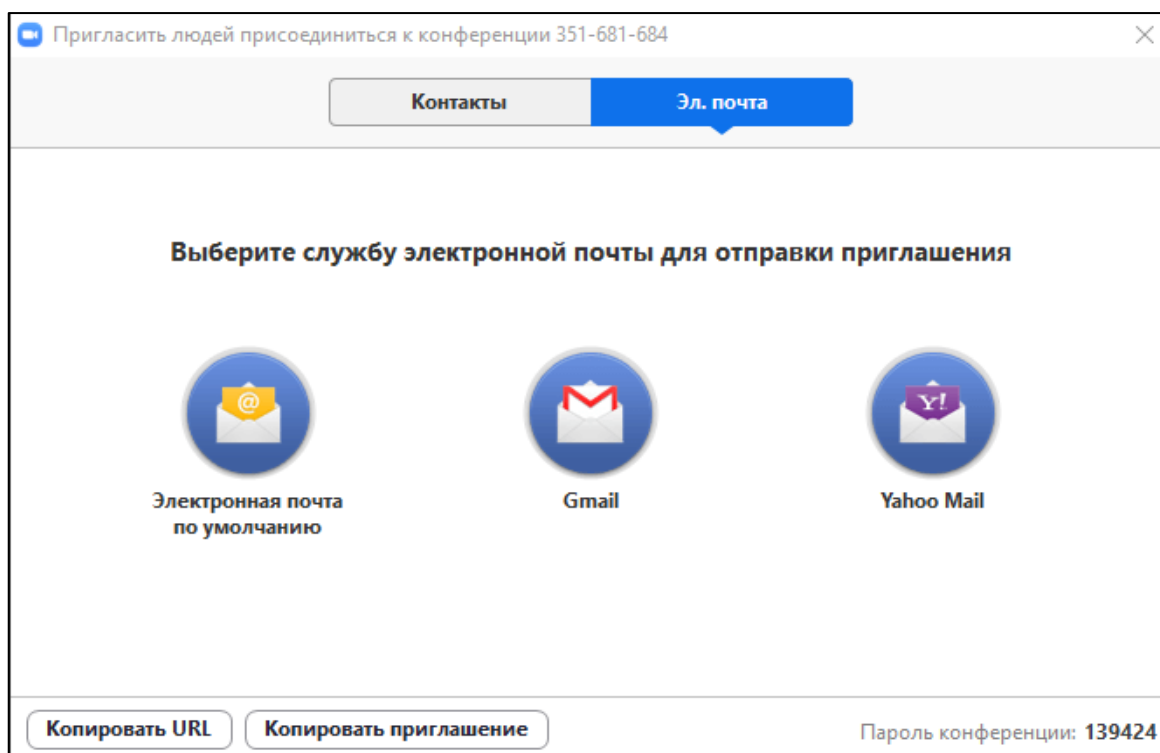 Пригласить людей присоединиться к конференции 351-681-684
Контакты
Эл. почта
Выберите службу электронной почты для отправки приглашения
@
Y!
Электронная почта
по умолчанию
Gmail
Yahoo Mail
Копировать URL
Копировать приглашение
Пароль конференции: 139424